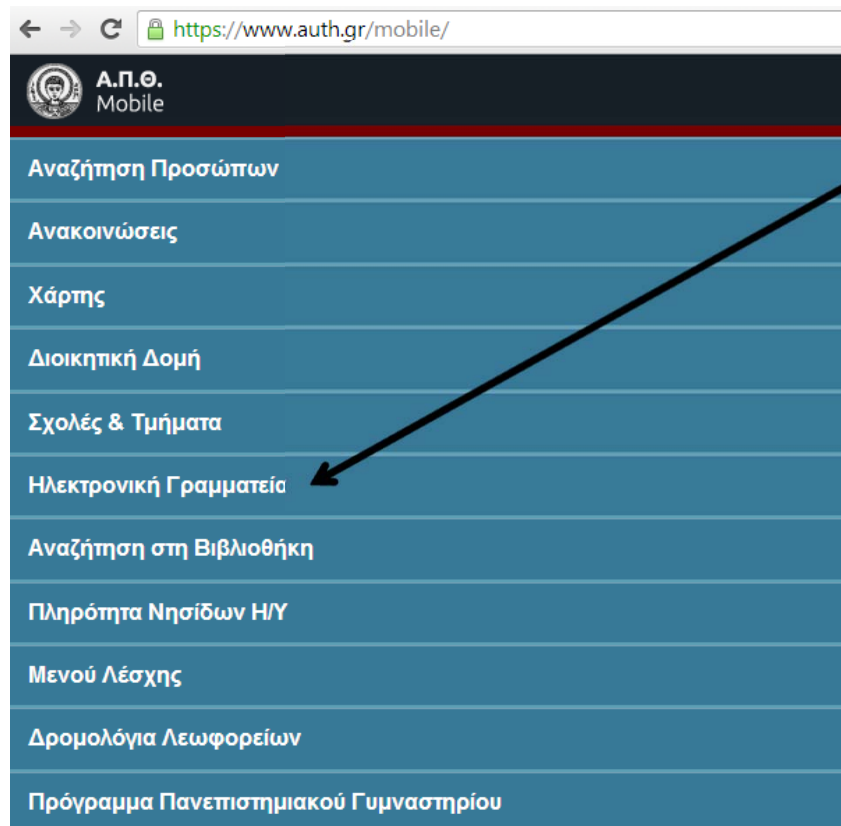 https://www.auth.gr/mobile/
Α.Π.Θ.
Mobile
Αναζήτηση Προσώπων
Ανακοινώσεις
Χάρτης
Διοικητική Δομή
Σχολές & Τμήματα
Ηλεκτρονική Γραμματεία
Αναζήτηση στη Βιβλιοθήκη
Πληρότητα Νησίδων Η/Υ
Μενού Λέσχης
Δρομολόγια Λεωφορείων
Πρόγραμμα Πανεπιστημιακού Γυμναστηρίου